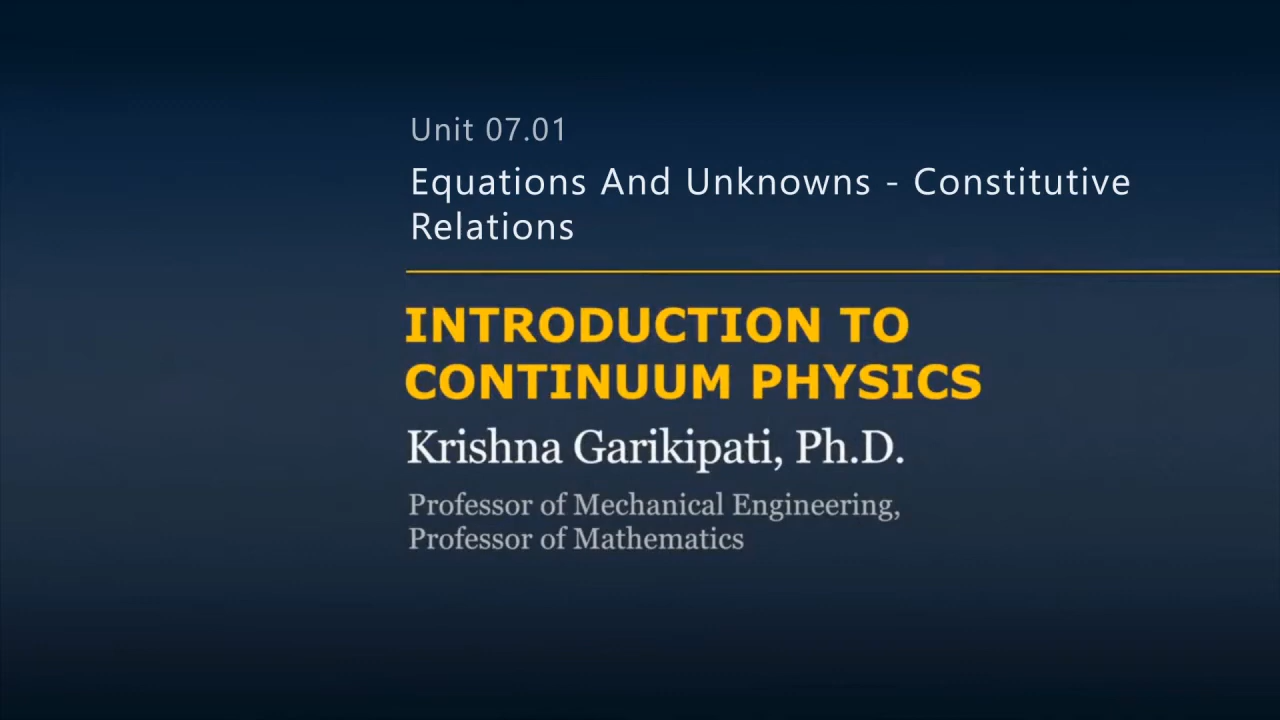 Unit 07.01
Equations And Unknowns - Constitutive
Relations
INTRODUCTION TO
CONTINUUM PHYSICS
Krishna Garikipati, Ph.D.
Professor of Mechanical Engineering,
Professor of Mathematics